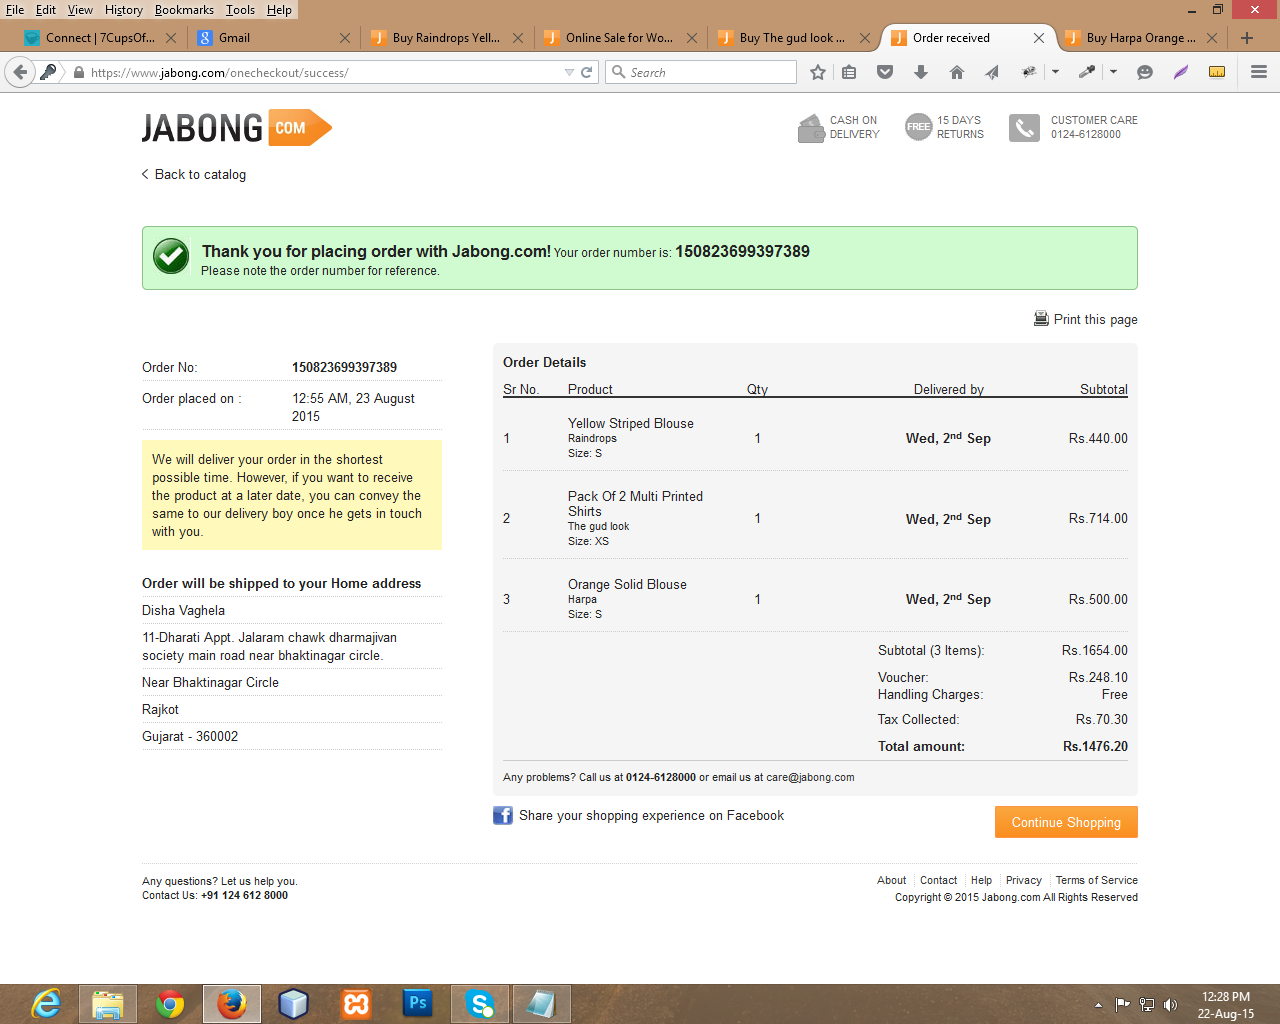 File Edit View History Bookmarks Tools Help
Connect | 7CupsOf... Gmail Buy Raindrops Yell... Online Sale for Wo... Buy The gud look ... Order received Buy Harpa Orange ...
https://www.jabong.com/onecheckout/success/ Search
JABONG COM
CASH ON
DELIVERY
FREE
15 DAYS
RETURNS
CUSTOMER CARE
0124-6128000
Back to catalog
Thank you for placing order with Jabong.com! Your order number is: 150823699397389
Please note the order number for reference.
Print this page
Order No: 150823699397389
Order placed on : 12:55 AM, 23 August
2015
We will deliver your order in the shortest
possible time. However, if you want to receive
the product at a later date, you can convey the
same to our delivery boy once he gets in touch
with you.
Order will be shipped to your Home address
Disha Vaghela
11-Dharati Appt. Jalaram chawk dharmajivan
society main road near bhaktinagar circle.
Near Bhaktinagar Circle
Rajkot
Gujarat - 360002
Order Details
Sr No. Product Qty Delivered by Subtotal
1 Yellow Striped Blouse 1 Wed, 2nd Sep Rs.440.00
Raindrops
Size: S
2 Pack Of 2 Multi Printed
Shirts 1 Wed, 2nd Sep Rs.714.00
The gud look
Size: XS
3 Orange Solid Blouse 1 Wed, 2nd Sep Rs.500.00
Harpa
Size: S
Subtotal (3 Items): Rs.1654.00
Voucher: Rs.248.10
Handling Charges: Free
Tax Collected: Rs.70.30
Total amount: Rs.1476.20
Any problems? Call us at 0124-6128000 or email us at care@jabong.com
Share your shopping experience on Facebook
Continue Shopping
Any questions? Let us help you.
Contact Us: +91 124 612 8000
About Contact Help Privacy Terms of Service
Copyright © 2015 Jabong.com All Rights Reserved
Ps
12:28 PM
22-Aug-15